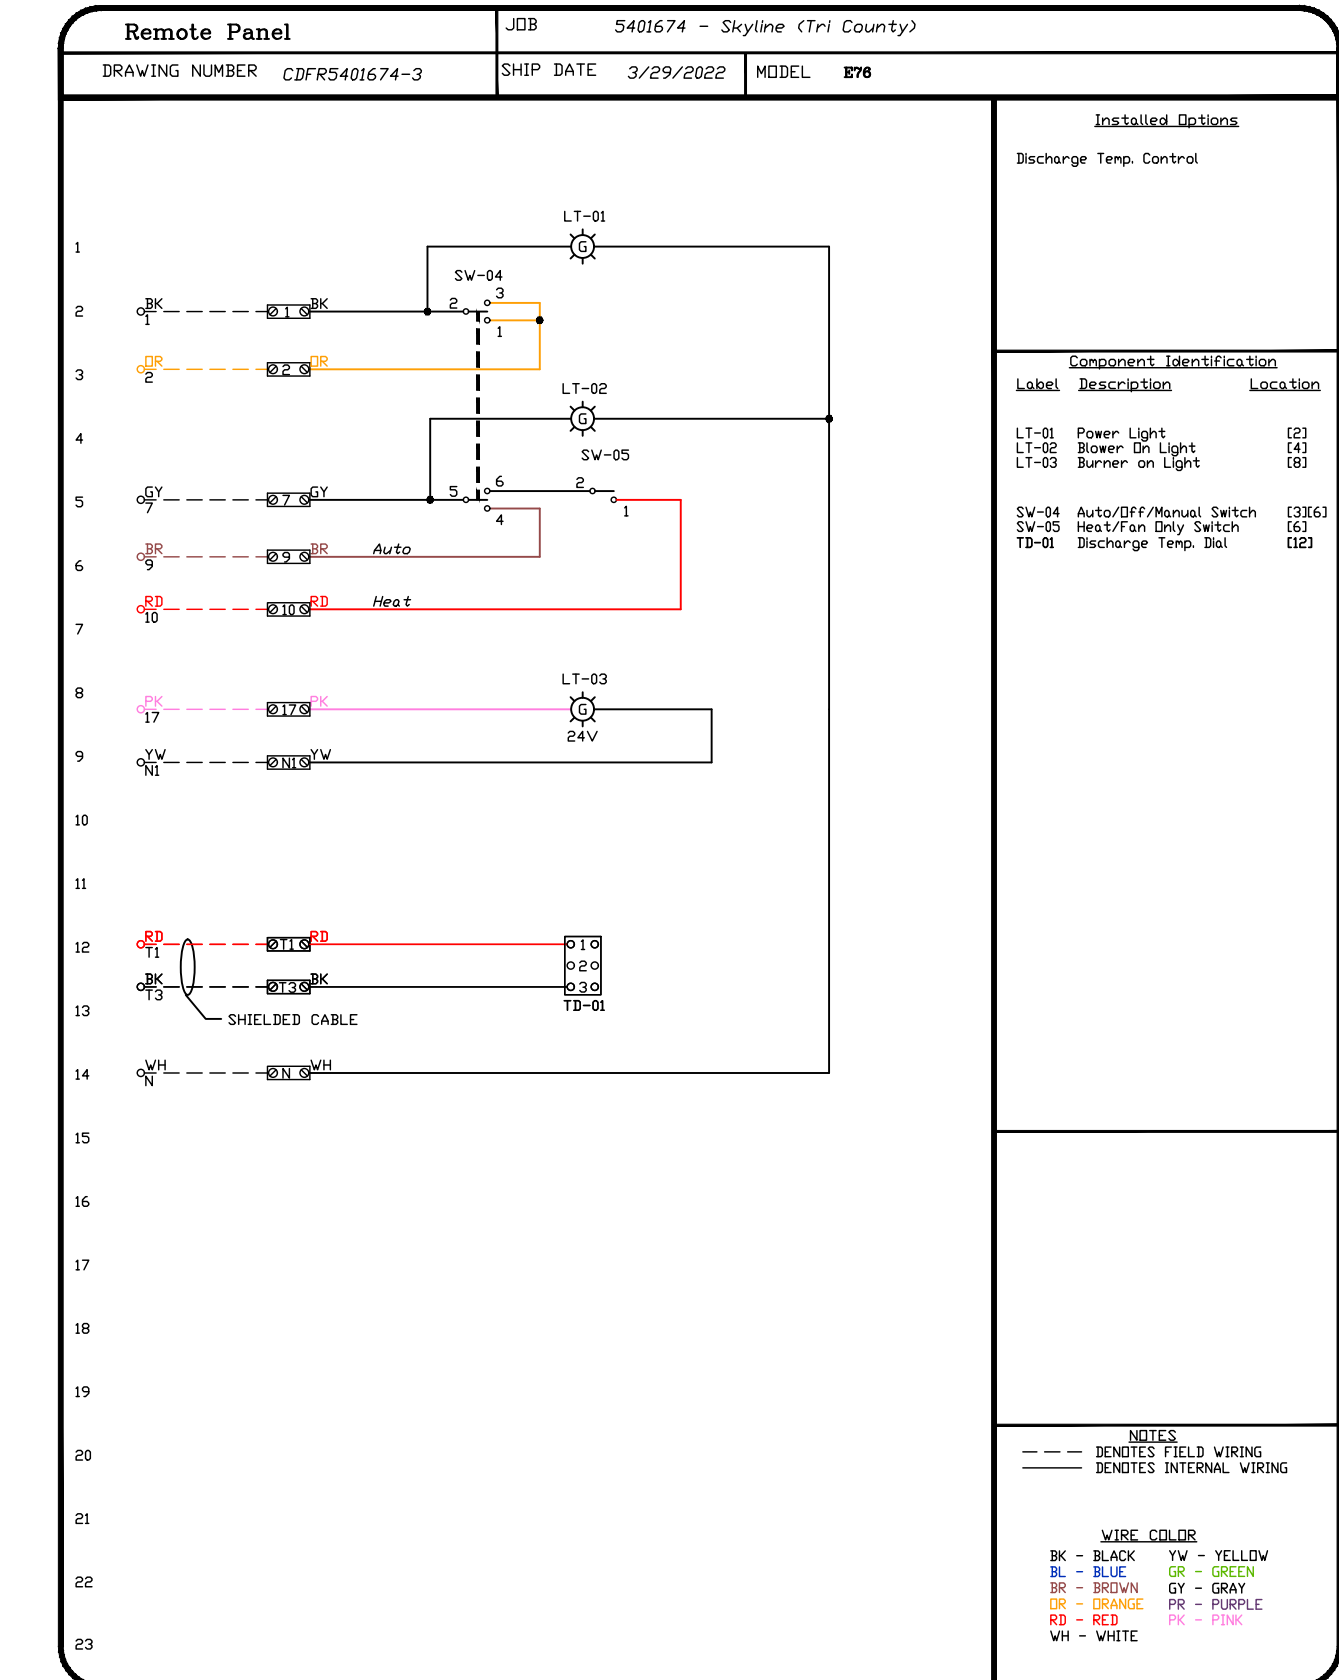 Remote Panel
JOB 5401674 - Skyline (Tri County)
DRAWING NUMBER CDFR5401674-3
SHIP DATE 3/29/2022
MODEL E76
Installed Options
Discharge Temp. Control
LT-01
1 G
SW-04
3
2 BK 1 1 BK 2
1
3 OR 2 2 OR
LT-02
4 G
SW-05
6 2
5 GY 7 7 GY 5
4 1
6 BR 9 9 BR Auto
RD 10 10 RD Heat
7
LT-03
8 PK 17 17 PK G
24V
9 YW N1 N1 YW
10
11
12 RD T1 T1 RD 1
2
BK T3 T3 BK 3
13 TD-01
SHIELDED CABLE
14 WH N N WH
15
16
17
18
19
20
21
22
23
Component Identification
Label Description Location
LT-01 Power Light [2]
LT-02 Blower On Light [4]
LT-03 Burner on Light [8]
SW-04 Auto/Off/Manual Switch [3][6]
SW-05 Heat/Fan Only Switch [6]
TD-01 Discharge Temp. Dial [12]
NOTES
DENOTES FIELD WIRING
DENOTES INTERNAL WIRING
WIRE COLOR
BK - BLACK YW - YELLOW
BL - BLUE GR - GREEN
BR - BROWN GY - GRAY
OR - ORANGE PR - PURPLE
RD - RED PK - PINK
WH - WHITE